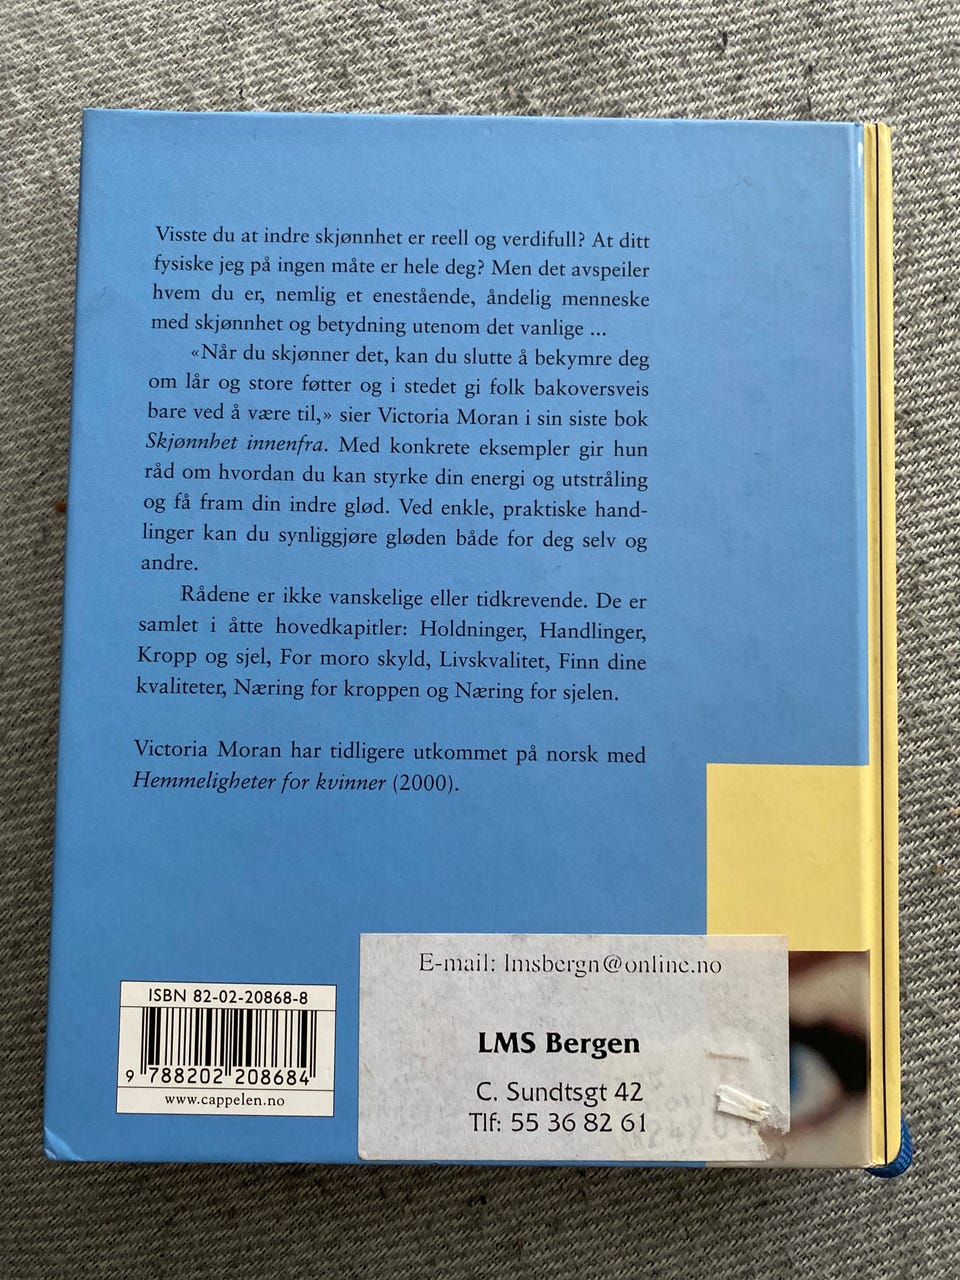 Visste du at indre skjønnhet er reell og verdifull? At ditt
fysiske jeg på ingen måte er hele deg? Men det avspeiler
hvem du er, nemlig et enestående, åndelig menneske
med skjønnhet og betydning utenom det vanlige ...
«Når du skjønner det, kan du slutte å bekymre deg
om lår og store føtter og i stedet gi folk bakoversveis
bare ved å være til,» sier Victoria Moran i sin siste bok
Skjønnhet innenfra. Med konkrete eksempler gir hun
råd om hvordan du kan styrke din energi og utstråling
og få fram din indre glød. Ved enkle, praktiske hand-
linger kan du synliggjøre gløden både for deg selv og
andre.
Rådene er ikke vanskelige eller tidkrevende. De er
samlet i åtte hovedkapitler: Holdninger, Handlinger,
Kropp og sjel, For moro skyld, Livskvalitet, Finn dine
kvaliteter, Næring for kroppen og Næring for sjelen.
Victoria Moran har tidligere utkommet på norsk med
Hemmeligheter for kvinner (2000).
E-mail: lmsbergn@online.no
LMS Bergen
C. Sundtsgt 42
Tlf: 55 36 82 61
ISBN 82-02-20868-8
9 788202 208684
www.cappelen.no